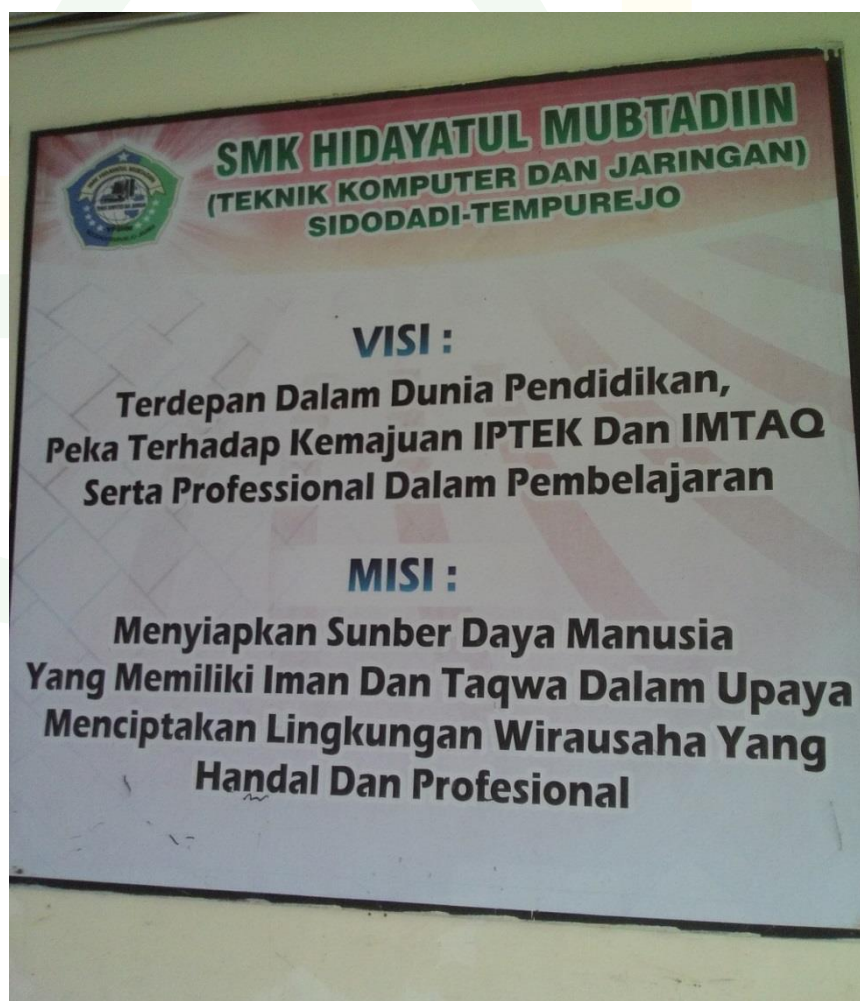 SMK HIDAYATUL MUBTADIIN
(TEKNIK KOMPUTER DAN JARINGAN)
SIDODADI-TEMPUREJO
VISI :
Terdepan Dalam Dunia Pendidikan,
Peka Terhadap Kemajuan IPTEK Dan IMTAQ
Serta Professional Dalam Pembelajaran
MISI :
Menyiapkan Sunber Daya Manusia
Yang Memiliki Iman Dan Taqwa Dalam Upaya
Menciptakan Lingkungan Wirausaha Yang
Handal Dan Profesional